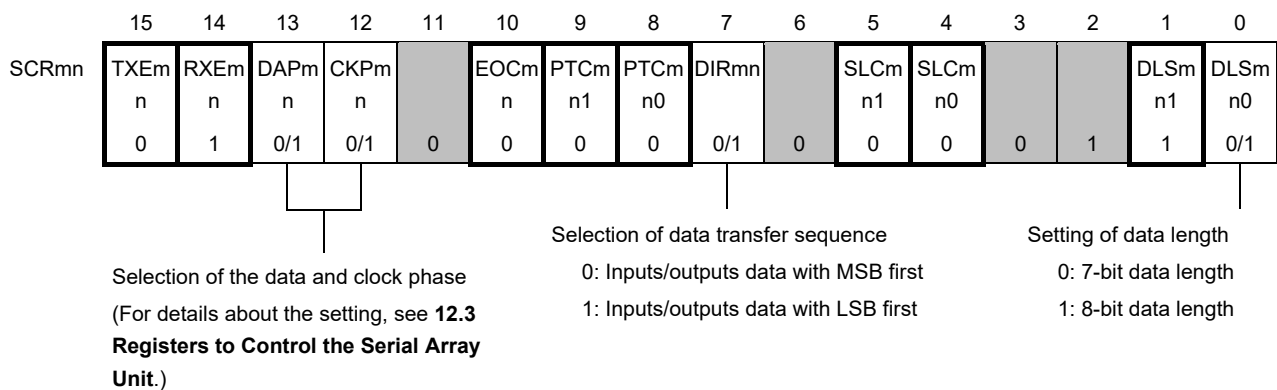 15 14 13 12 11 10 9 8 7 6 5 4 3 2 1 0
SCRmn TXEm RXEm DAPm CKPm EOCm PTCm PTCm DIRmn SLCm SLCm DLSm DLSm
n n n n n n1 n0 n1 n0 n1 n0
0 1 0/1 0/1 0 0 0 0 0/1 0 0 0 0 1 1 0/1
Selection of data transfer sequence
0: Inputs/outputs data with MSB first
1: Inputs/outputs data with LSB first
Setting of data length
0: 7-bit data length
1: 8-bit data length
Selection of the data and clock phase
(For details about the setting, see 12.3
Registers to Control the Serial Array
Unit.)